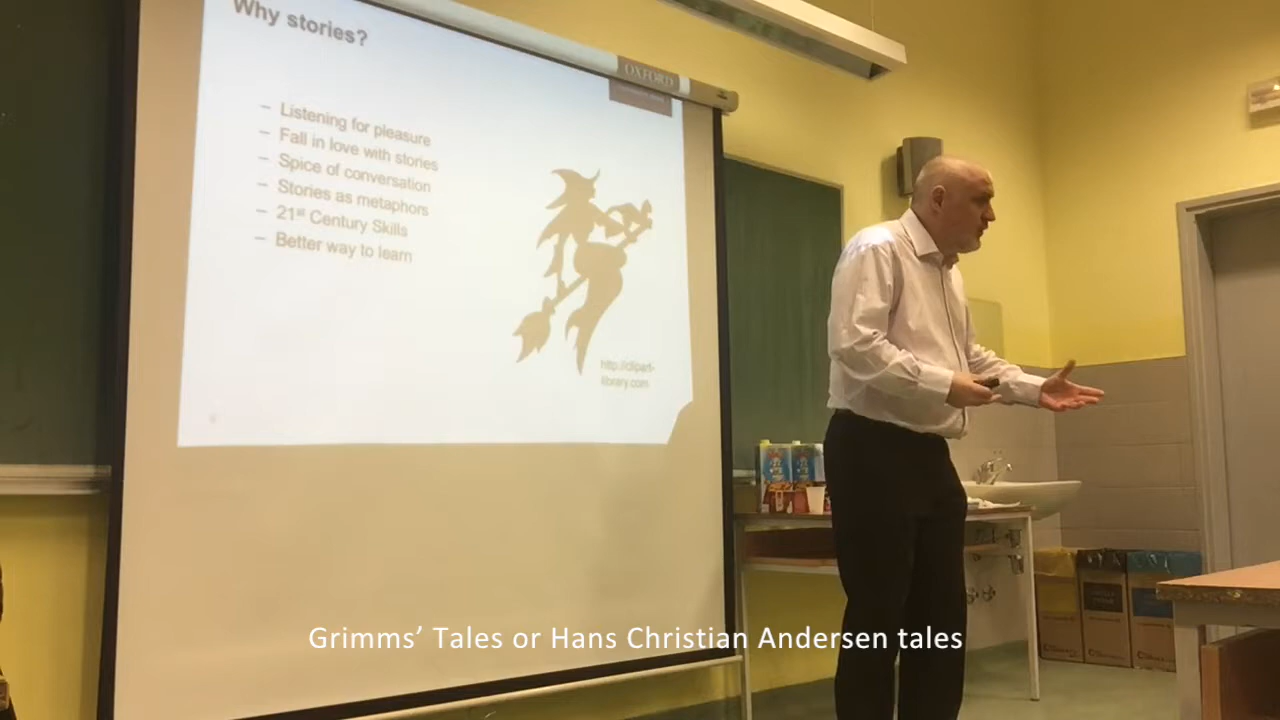 Why stories?
OXFORD
– Listening for pleasure
– Fall in love with stories
– Spice of conversation
– Stories as metaphors
– 21st Century Skills
– Better way to learn
http://clipart-
library.com
Grimms’ Tales or Hans Christian Andersen tales